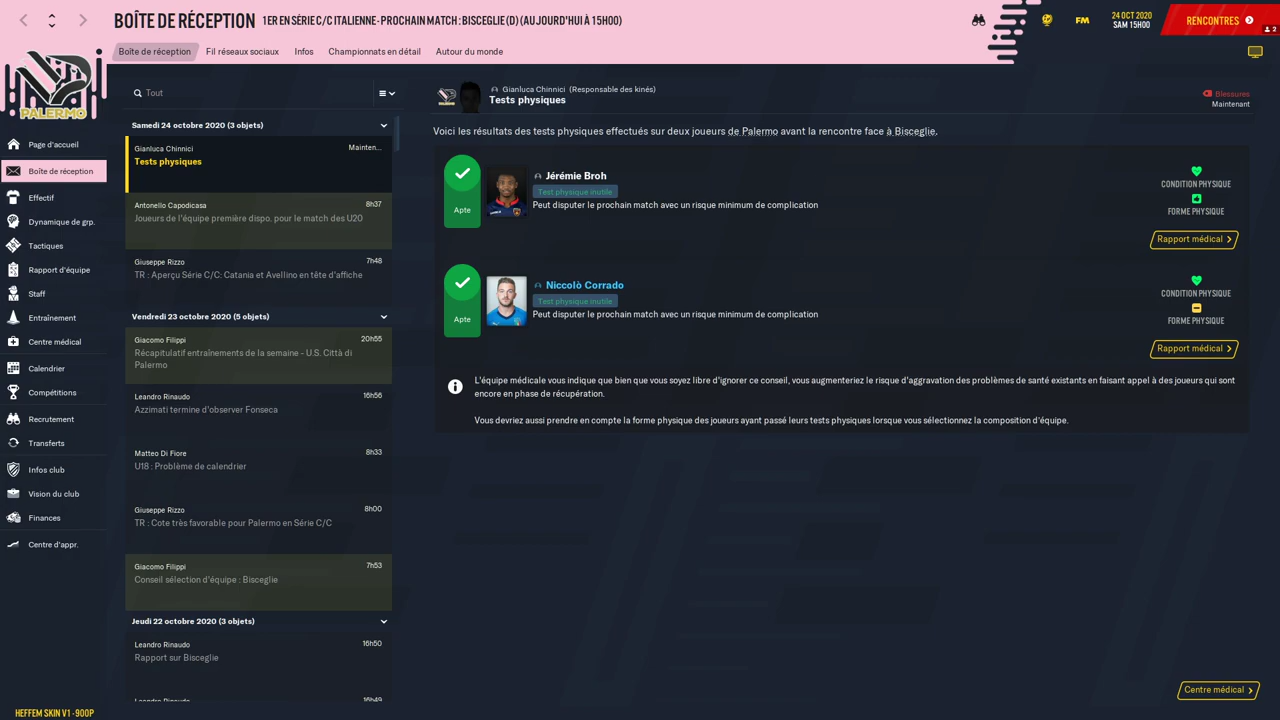 BOÎTE DE RÉCEPTION 1ER EN SÉRIE C/C ITALIENNE - PROCHAIN MATCH : BISCEGLIE (D) (AUJOURD'HUI À 15H00)
FM
24 OCT 2020
SAM 15H00
RENCONTRES
2
Boîte de réception Fil réseaux sociaux Infos Championnats en détail Autour du monde
PALERMO
Page d'accueil
Boîte de réception
Effectif
Dynamique de grp.
Tactiques
Rapport d'équipe
Staff
Entraînement
Centre médical
Calendrier
Compétitions
Recrutement
Transferts
Infos club
Vision du club
Finances
Centre d'appr.
HEFFEM SKIN V1 - 900P
Tout
Samedi 24 octobre 2020 (3 objets)
Gianluca Chinnici Mainten...
Tests physiques
Antonello Capodicasa 8h37
Joueurs de l'équipe première dispo. pour le match des U20
Giuseppe Rizzo 7h48
TR : Aperçu Série C/C: Catania et Avellino en tête d'affiche
Vendredi 23 octobre 2020 (5 objets)
Giacomo Filippi 20h55
Récapitulatif entraînements de la semaine - U.S. Città di
Palermo
Leandro Rinaudo 16h56
Azzimati termine d'observer Fonseca
Matteo Di Fiore 8h33
U18 : Problème de calendrier
Giuseppe Rizzo 8h00
TR : Cote très favorable pour Palermo en Série C/C
Giacomo Filippi 7h53
Conseil sélection d'équipe : Bisceglie
Jeudi 22 octobre 2020 (3 objets)
Leandro Rinaudo 16h50
Rapport sur Bisceglie
Leandro Rinaudo 16h49
Gianluca Chinnici (Responsable des kinés)
Tests physiques
Blessures
Maintenant
Voici les résultats des tests physiques effectués sur deux joueurs de Palermo avant la rencontre face à Bisceglie.
Apte
Jérémie Broh
Test physique inutile
Peut disputer le prochain match avec un risque minimum de complication
CONDITION PHYSIQUE
FORME PHYSIQUE
Rapport médical
Apte
Niccolò Corrado
Test physique inutile
Peut disputer le prochain match avec un risque minimum de complication
CONDITION PHYSIQUE
FORME PHYSIQUE
Rapport médical
L'équipe médicale vous indique que bien que vous soyez libre d'ignorer ce conseil, vous augmenteriez le risque d'aggravation des problèmes de santé existants en faisant appel à des joueurs qui sont
encore en phase de récupération.
Vous devriez aussi prendre en compte la forme physique des joueurs ayant passé leurs tests physiques lorsque vous sélectionnez la composition d'équipe.
Centre médical